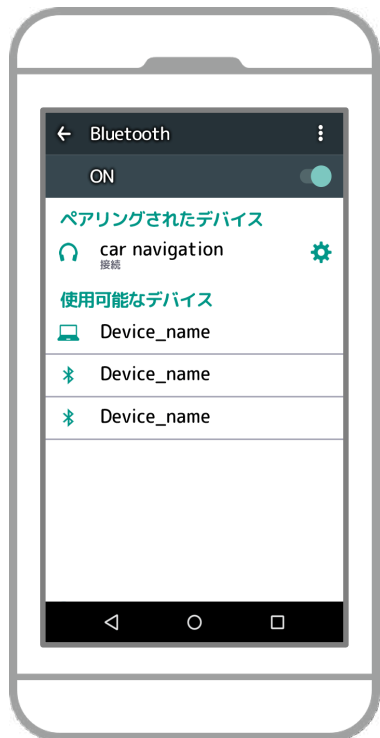 Bluetooth
ON
ペアリングされたデバイス
car navigation
接続
使用可能なデバイス
Device_name
Device_name
Device_name